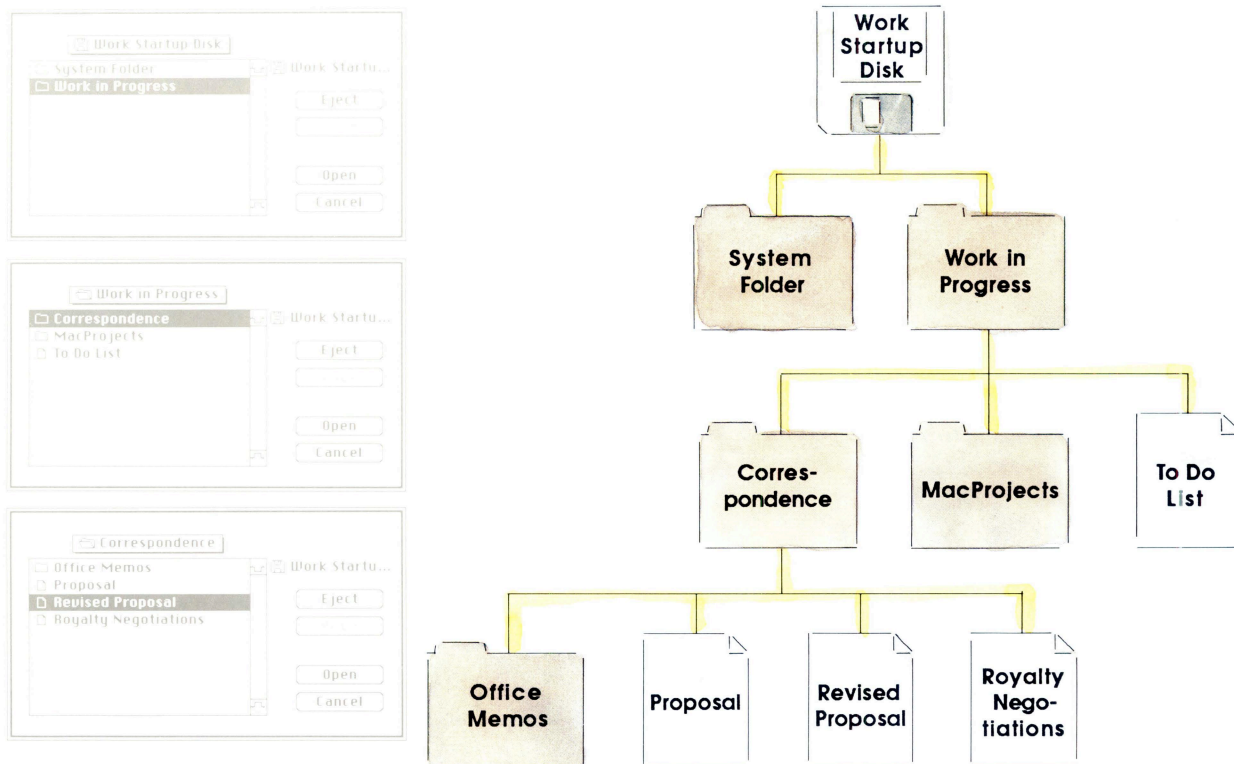 Work Startup Disk
System Folder
Work in Progress
Work Startu...
Eject
Open
Cancel
Work in Progress
Correspondence
MacProjects
To Do List
Work Startu...
Eject
Open
Cancel
Correspondence
Office Memos
Proposal
Revised Proposal
Royalty Negotiations
Work Startu...
Eject
Open
Cancel
Work
Startup
Disk
System
Folder
Work in
Progress
Corres-
pondence
MacProjects
To Do
List
Office
Memos
Proposal
Revised
Proposal
Royalty
Nego-
tiations